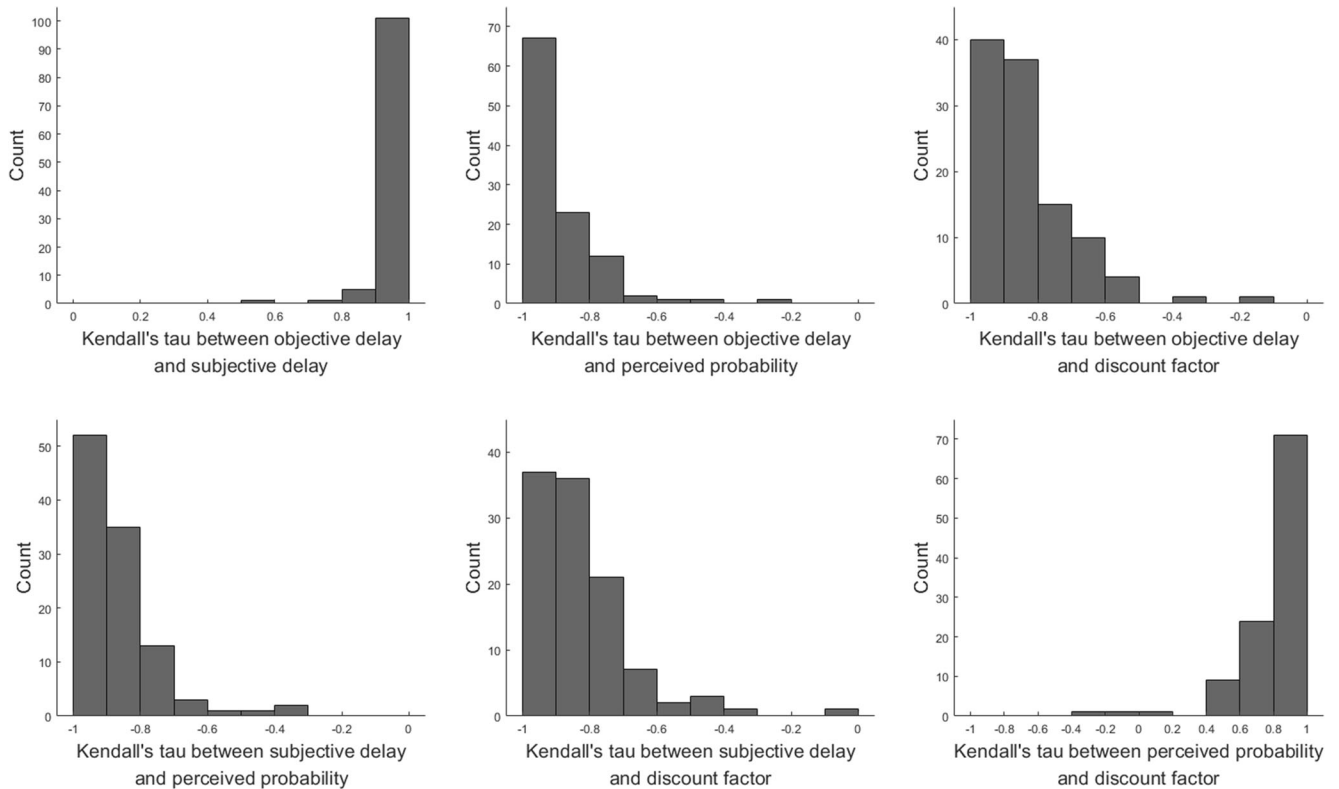 100
90
80
70
60
50
40
30
20
10
0
Count
0 0.2 0.4 0.6 0.8 1
Kendall's tau between objective delay
and subjective delay
70
60
50
40
30
20
10
0
Count
-1 -0.8 -0.6 -0.4 -0.2 0
Kendall's tau between objective delay
and perceived probability
40
30
20
10
0
Count
-1 -0.8 -0.6 -0.4 -0.2 0
Kendall's tau between objective delay
and discount factor
50
40
30
20
10
0
Count
-1 -0.8 -0.6 -0.4 -0.2 0
Kendall's tau between subjective delay
and perceived probability
40
30
20
10
0
Count
-1 -0.8 -0.6 -0.4 -0.2 0
Kendall's tau between subjective delay
and discount factor
70
60
50
40
30
20
10
0
Count
-1 -0.8 -0.6 -0.4 -0.2 0 0.2 0.4 0.6 0.8 1
Kendall's tau between perceived probability
and discount factor